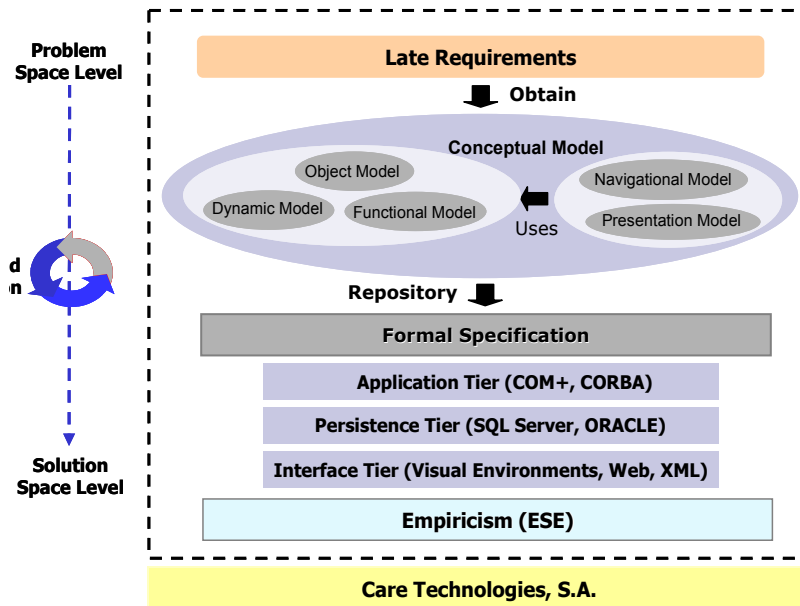 Problem
Space Level
Late Requirements
Obtain
Conceptual Model
Object Model
Dynamic Model
Functional Model
Navigational Model
Presentation Model
Uses
Repository
Formal Specification
Application Tier (COM+, CORBA)
Persistence Tier (SQL Server, ORACLE)
Interface Tier (Visual Environments, Web, XML)
Solution
Space Level
Empiricism (ESE)
Care Technologies, S.A.